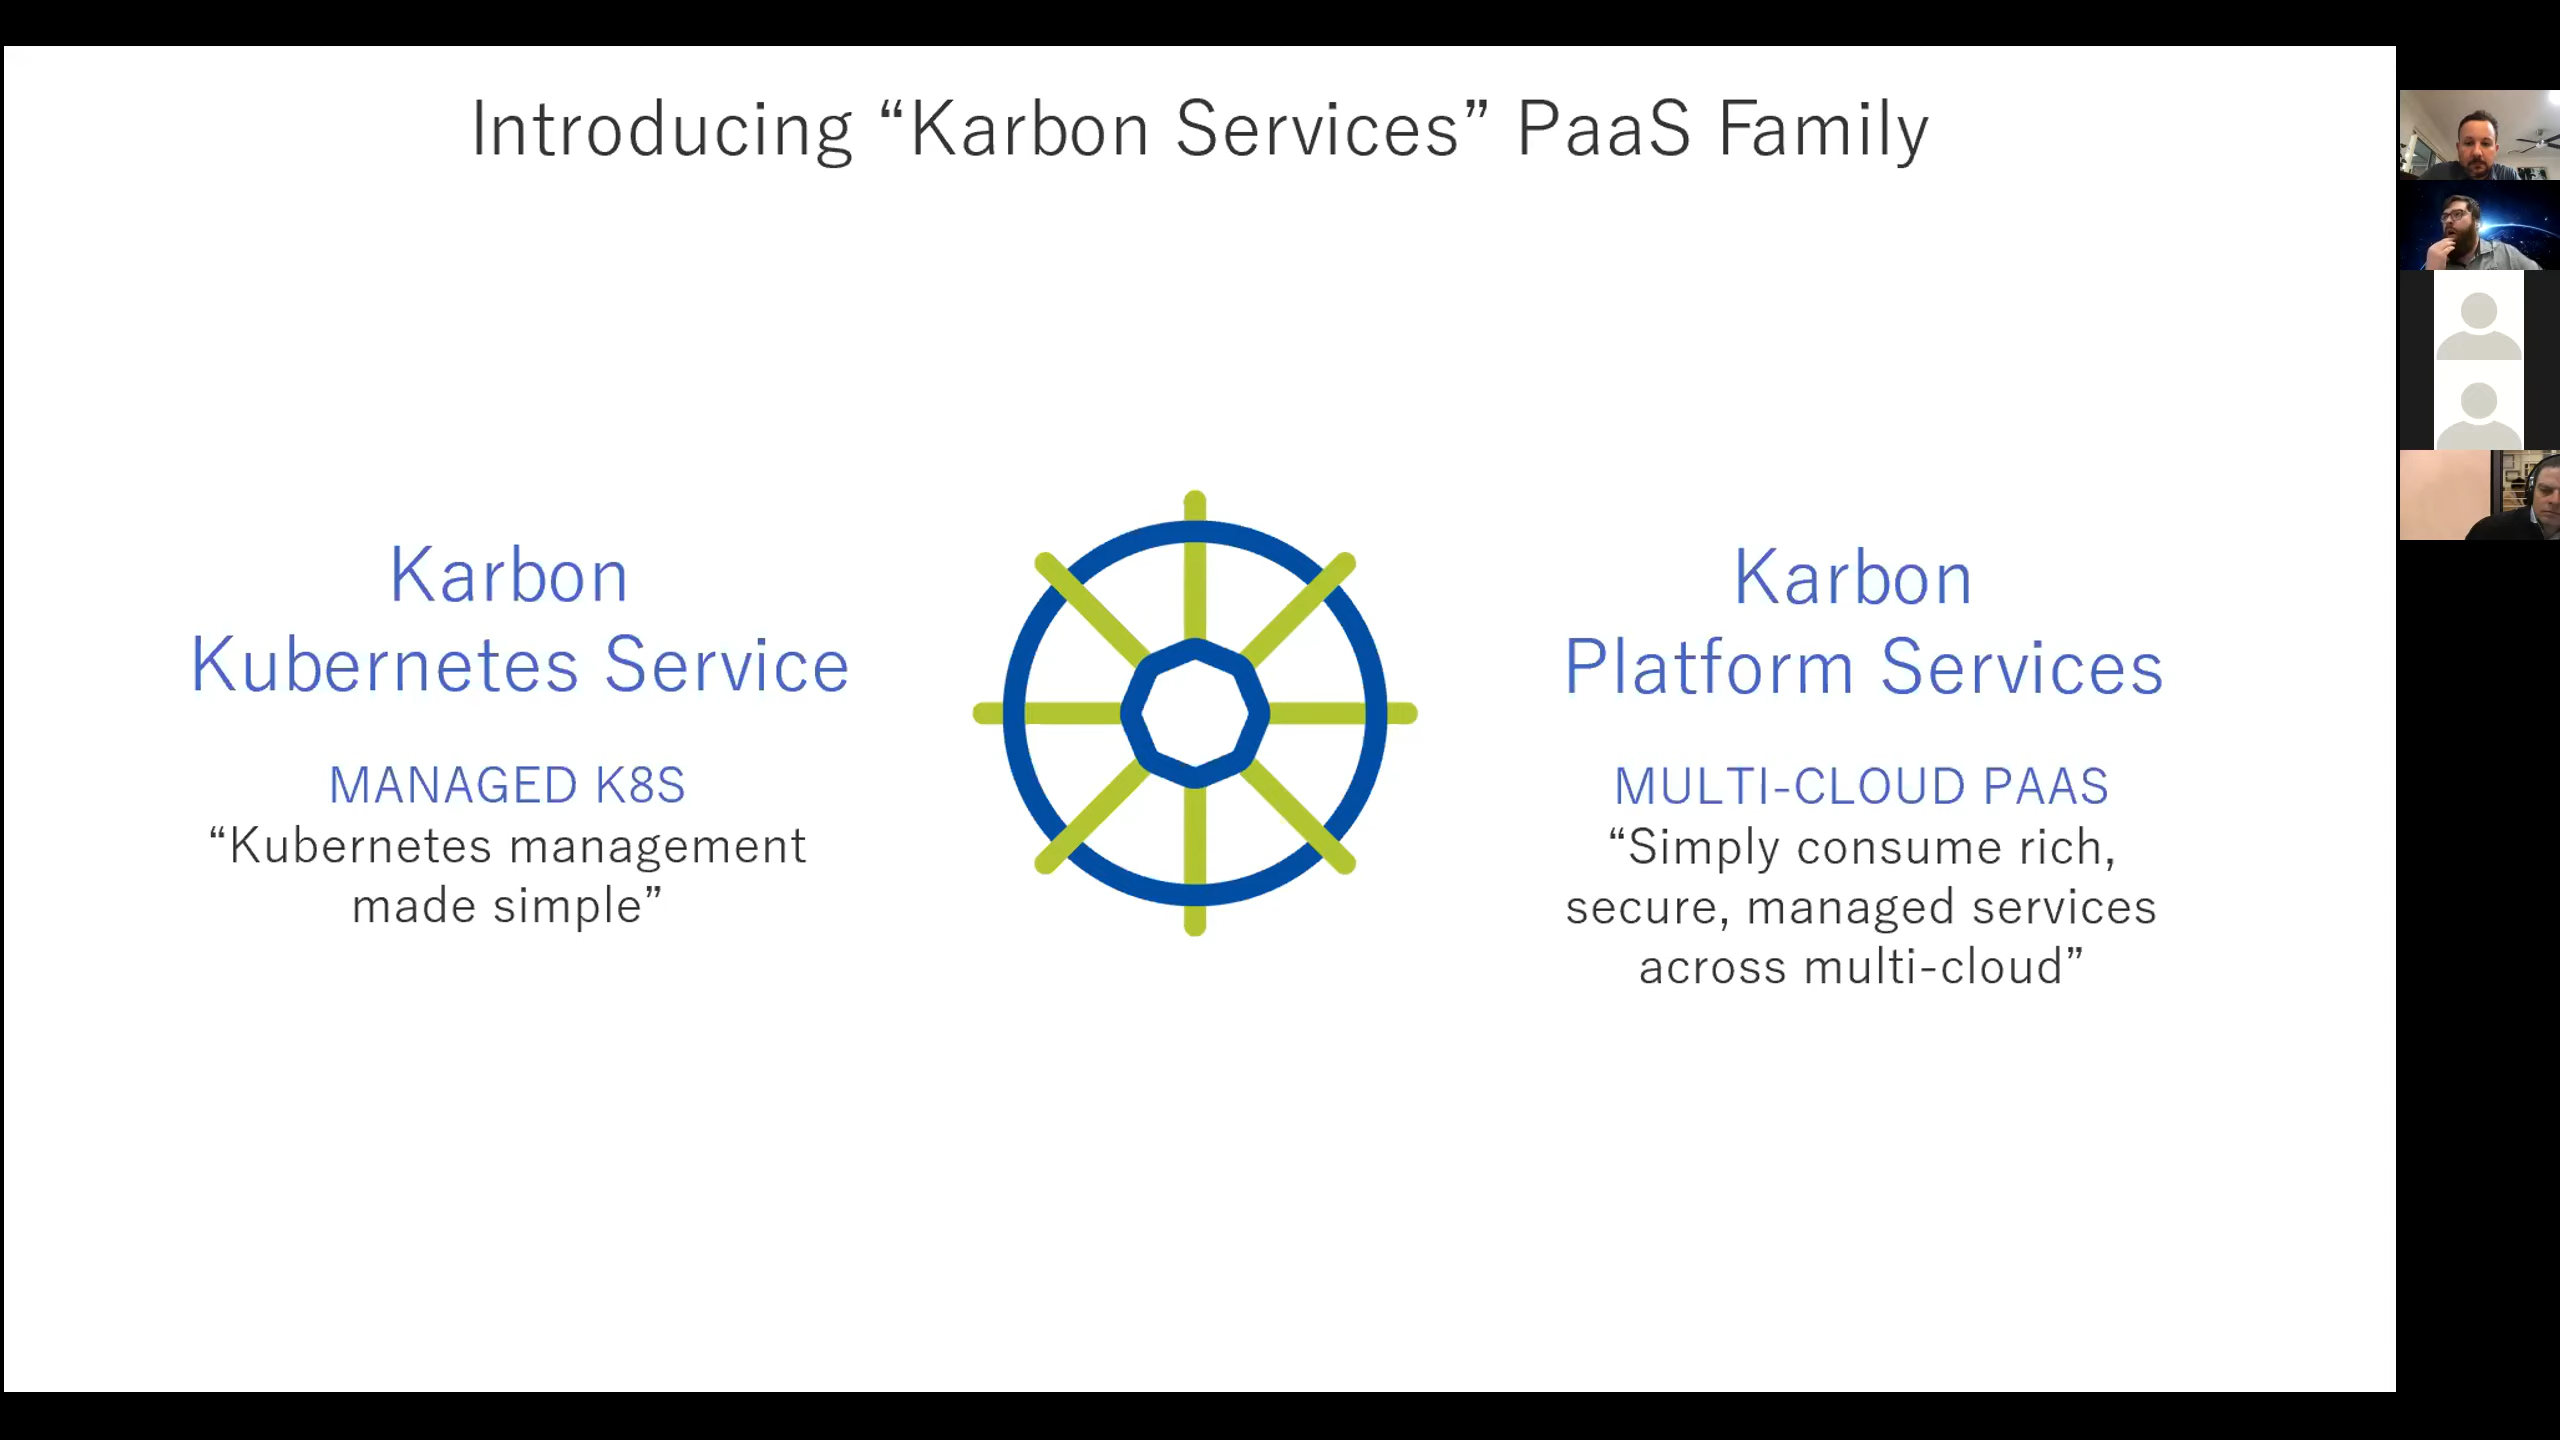 Introducing “Karbon Services” PaaS Family
Karbon
Kubernetes Service
MANAGED K8S
“Kubernetes management
made simple”
Karbon
Platform Services
MULTI-CLOUD PAAS
“Simply consume rich,
secure, managed services
across multi-cloud”